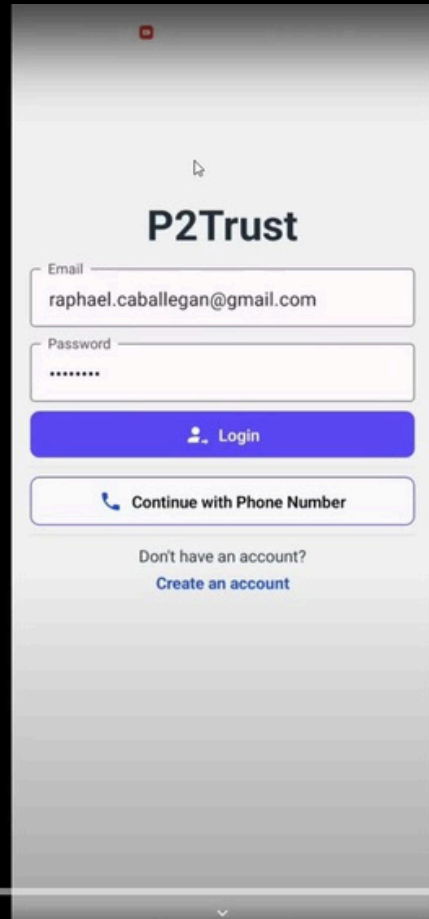 P2Trust
Email
raphael.caballegan@gmail.com
Password
••••••••
Login
Continue with Phone Number
Don't have an account?
Create an account